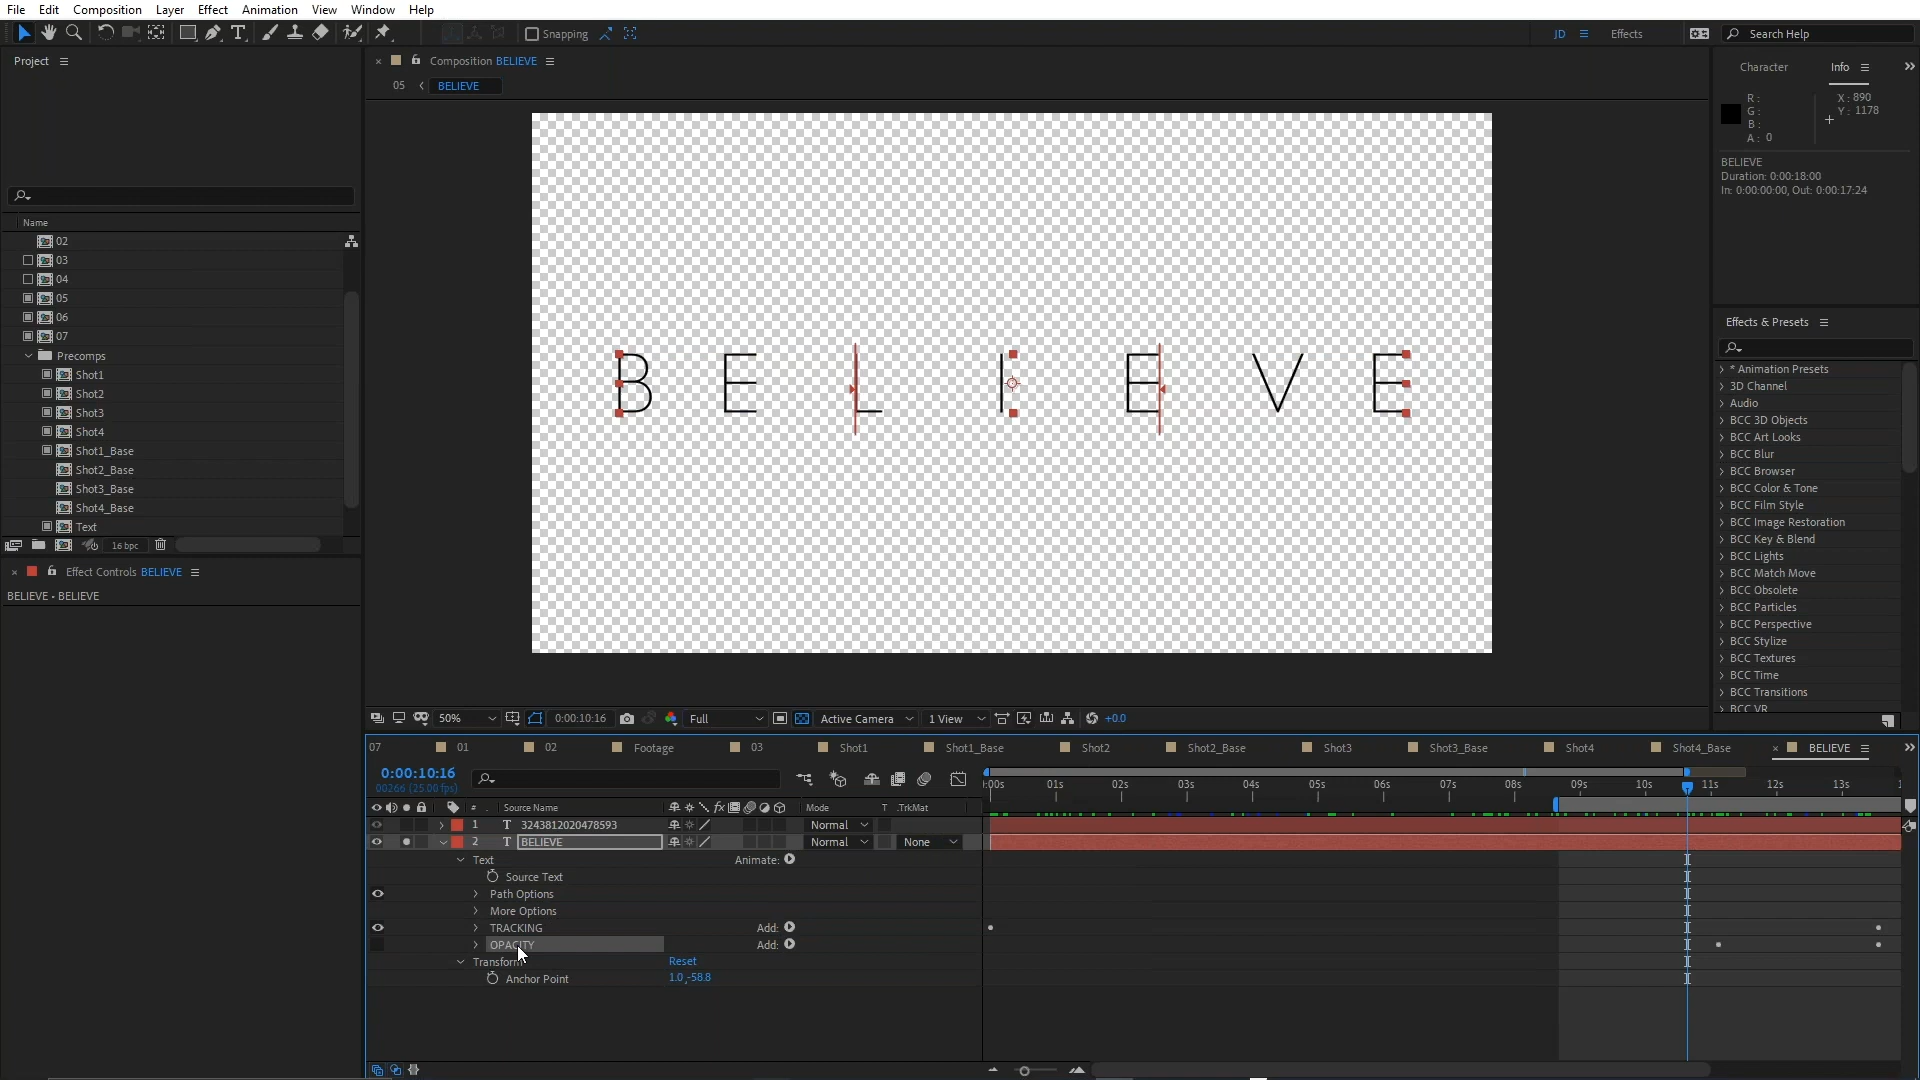 File Edit Composition Layer Effect Animation View Window Help
Snapping JD Effects Search Help
Project
Name
02
03
04
05
06
07
Precomps
Shot1
Shot2
Shot3
Shot4
Shot1_Base
Shot2_Base
Shot3_Base
Shot4_Base
Text
16 bpc
Effect Controls BELIEVE
BELIEVE - BELIEVE
Composition BELIEVE
05 BELIEVE
B E L I E V E
50% 0:00:10:16 Full Active Camera 1 View +0.0
Character Info
R :
G :
B :
A : 0
X : 890
Y : 1178
BELIEVE
Duration: 0:00:18:00
In: 0:00:00:00, Out: 0:00:17:24
Effects & Presets
* Animation Presets
3D Channel
Audio
BCC 3D Objects
BCC Art Looks
BCC Blur
BCC Browser
BCC Color & Tone
BCC Film Style
BCC Image Restoration
BCC Key & Blend
BCC Lights
BCC Match Move
BCC Obsolete
BCC Particles
BCC Perspective
BCC Stylize
BCC Textures
BCC Time
BCC Transitions
BCC VR
07 01 02 Footage 03 Shot1 Shot1_Base Shot2 Shot2_Base Shot3 Shot3_Base Shot4 Shot4_Base BELIEVE
0:00:10:16
00266 (25.00 fps)
:00s 01s 02s 03s 04s 05s 06s 07s 08s 09s 10s 11s 12s 13s
# Source Name Mode T .TrkMat
1 T 3243812020478593 Normal
2 T BELIEVE Normal None
Text Animate:
Source Text
Path Options
More Options
TRACKING Add:
OPACITY Add:
Transform Reset
Anchor Point 1.0,-58.8